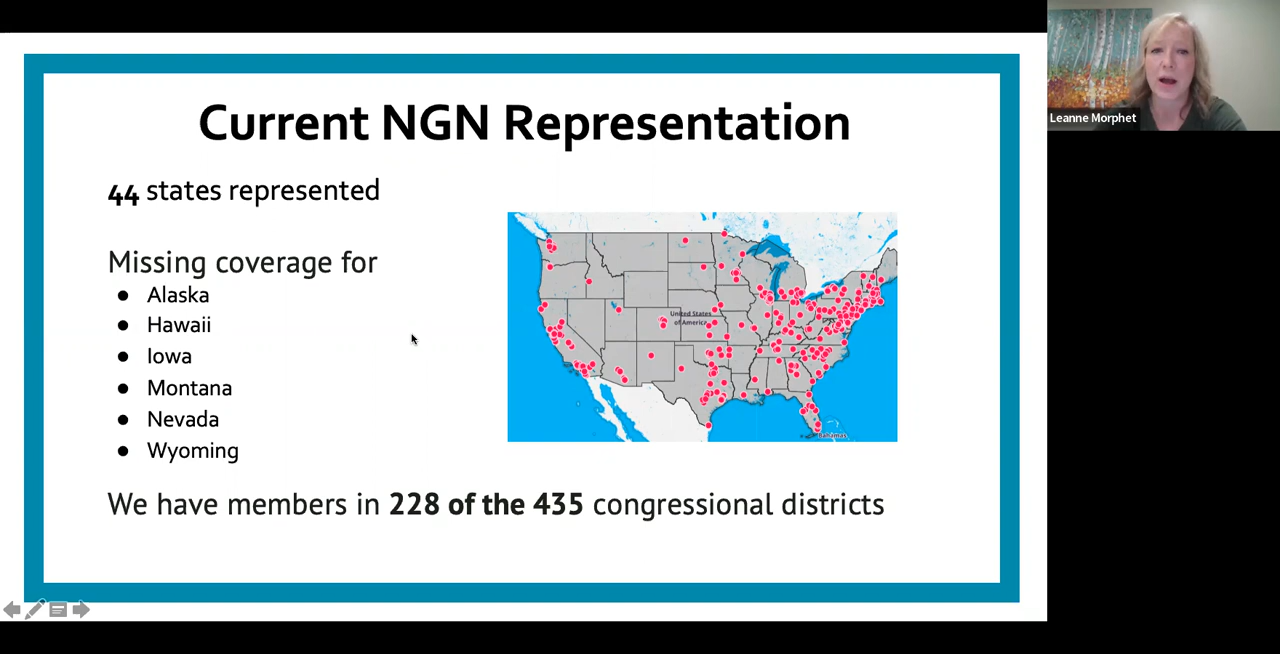 Current NGN Representation
44 states represented
Missing coverage for
● Alaska
● Hawaii
● Iowa
● Montana
● Nevada
● Wyoming
United States
of America
Bahamas
We have members in 228 of the 435 congressional districts
Leanne Morphet